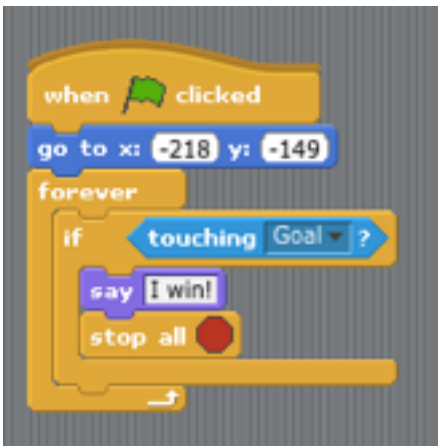 when clicked
go to x: -218 y: -149
forever
if touching Goal ?
say I win!
stop all